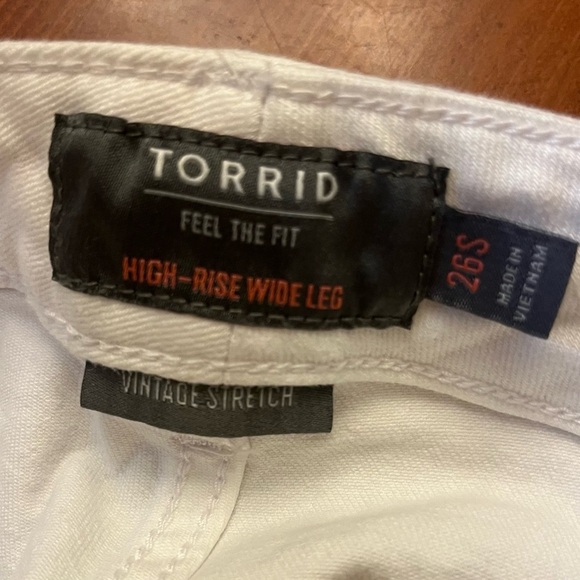 TORRID
FEEL THE FIT
HIGH-RISE WIDE LEG
26S
MADE IN
VIETNAM
VINTAGE STRETCH